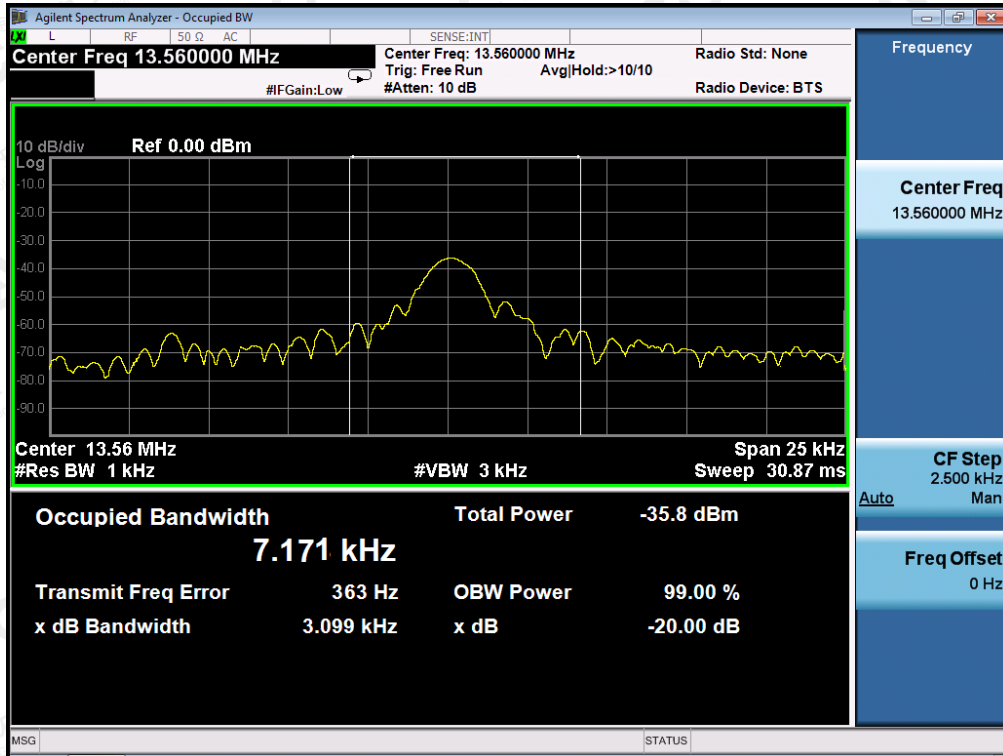 Agilent Spectrum Analyzer - Occupied BW
LXI L RF 50 Ω AC SENSE:INT
Center Freq 13.560000 MHz
#IFGain:Low
Center Freq: 13.560000 MHz
Trig: Free Run Avg|Hold:>10/10
#Atten: 10 dB
Radio Std: None
Radio Device: BTS
10 dB/div Ref 0.00 dBm
Log
-10.0
-20.0
-30.0
-40.0
-50.0
-60.0
-70.0
-80.0
-90.0
Center 13.56 MHz Span 25 kHz
#Res BW 1 kHz #VBW 3 kHz Sweep 30.87 ms
Occupied Bandwidth Total Power -35.8 dBm
7.171 kHz
Transmit Freq Error 363 Hz OBW Power 99.00 %
x dB Bandwidth 3.099 kHz x dB -20.00 dB
MSG STATUS
Frequency
Center Freq
13.560000 MHz
CF Step
2.500 kHz
Auto Man
Freq Offset
0 Hz